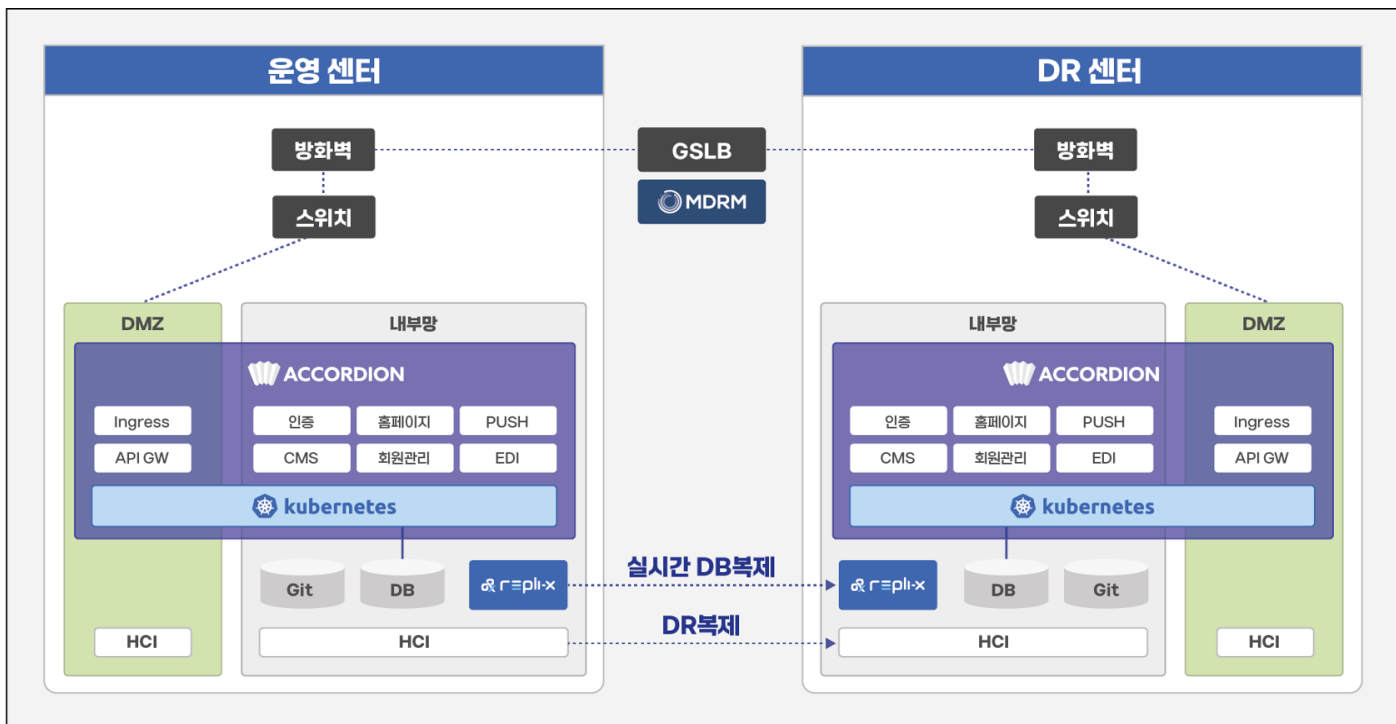 운영 센터
DR 센터
방화벽
GSLB
방화벽
MDRM
스위치
스위치
DMZ
내부망
ACCORDION
Ingress
인증
홈페이지
PUSH
API GW
CMS
회원관리
EDI
kubernetes
Git
DB
repli-x
HCI
HCI
실시간 DB복제
DR복제
내부망
DMZ
ACCORDION
인증
홈페이지
PUSH
Ingress
CMS
회원관리
EDI
API GW
kubernetes
repli-x
DB
Git
HCI
HCI